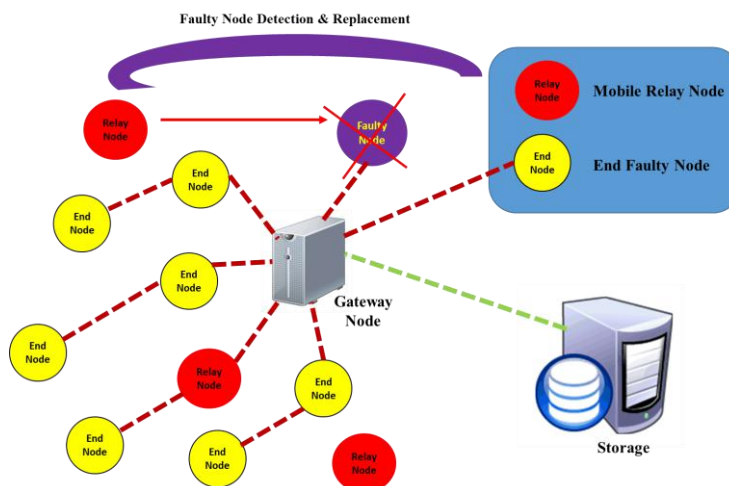 Faulty Node Detection & Replacement
Relay
Node
Faulty
Node
Relay
Node
Mobile Relay Node
End
Node
End Faulty Node
End
Node
End
Node
End
Node
Gateway
Node
End
Node
Relay
Node
End
Node
End
Node
End
Node
Relay
Node
Storage